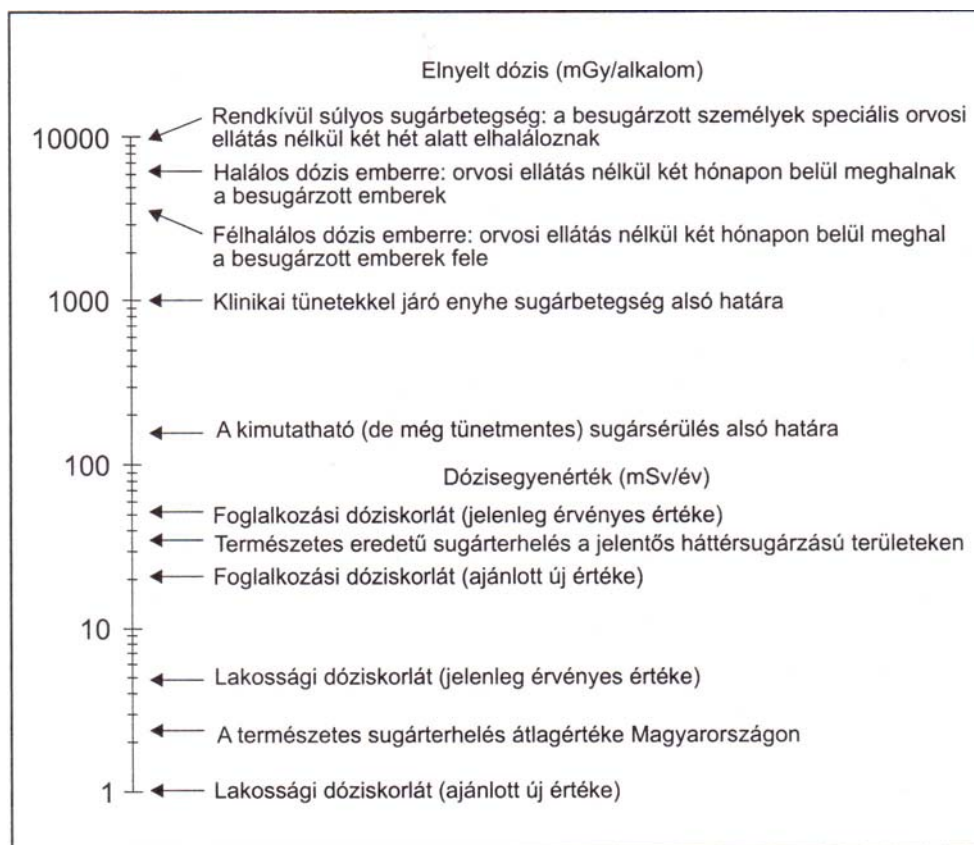 Elnyelt dózis (mGy/alkalom)
10000
Rendkívül súlyos sugárbetegség: a besugárzott személyek speciális orvosi
ellátás nélkül két hét alatt elhaláloznak
Halálos dózis emberre: orvosi ellátás nélkül két hónapon belül meghalnak
a besugárzott emberek
Félhalálos dózis emberre: orvosi ellátás nélkül két hónapon belül meghal
a besugárzott emberek fele
1000
Klinikai tünetekkel járó enyhe sugárbetegség alsó határa
A kimutatható (de még tünetmentes) sugársérülés alsó határa
100
Dózisegyenérték (mSv/év)
Foglalkozási dóziskorlát (jelenleg érvényes értéke)
Természetes eredetű sugárterhelés a jelentős háttérsugárzású területeken
Foglalkozási dóziskorlát (ajánlott új értéke)
10
Lakossági dóziskorlát (jelenleg érvényes értéke)
A természetes sugárterhelés átlagértéke Magyarországon
1
Lakossági dóziskorlát (ajánlott új értéke)